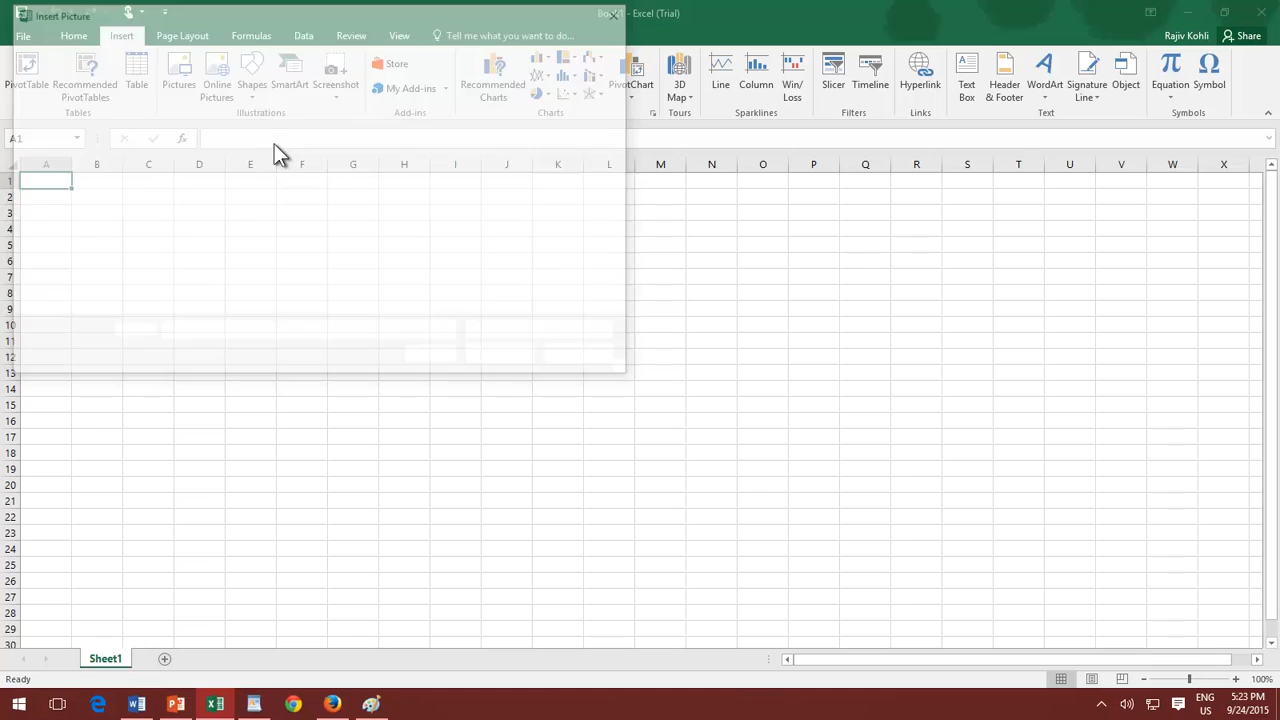 Insert Picture
Book1 - Excel (Trial)
File Home Insert Page Layout Formulas Data Review View Tell me what you want to do... Rajiv Kohli Share
PivotTable Recommended PivotTables Table Pictures Online Pictures Shapes SmartArt Screenshot Store My Add-ins Recommended Charts PivotChart 3D Map Line Column Win/Loss Slicer Timeline Hyperlink Text Box Header & Footer WordArt Signature Line Object Equation Symbol
Tables Illustrations Add-ins Charts Tours Sparklines Filters Links Text Symbols
A1 fx
A B C D E F G H I J K L M N O P Q R S T U V W X
1
2
3
4
5
6
7
8
9
10
11
12
13
14
15
16
17
18
19
20
21
22
23
24
25
26
27
28
29
30
Sheet1
Ready 100%
ENG 5:23 PM
US 9/24/2015